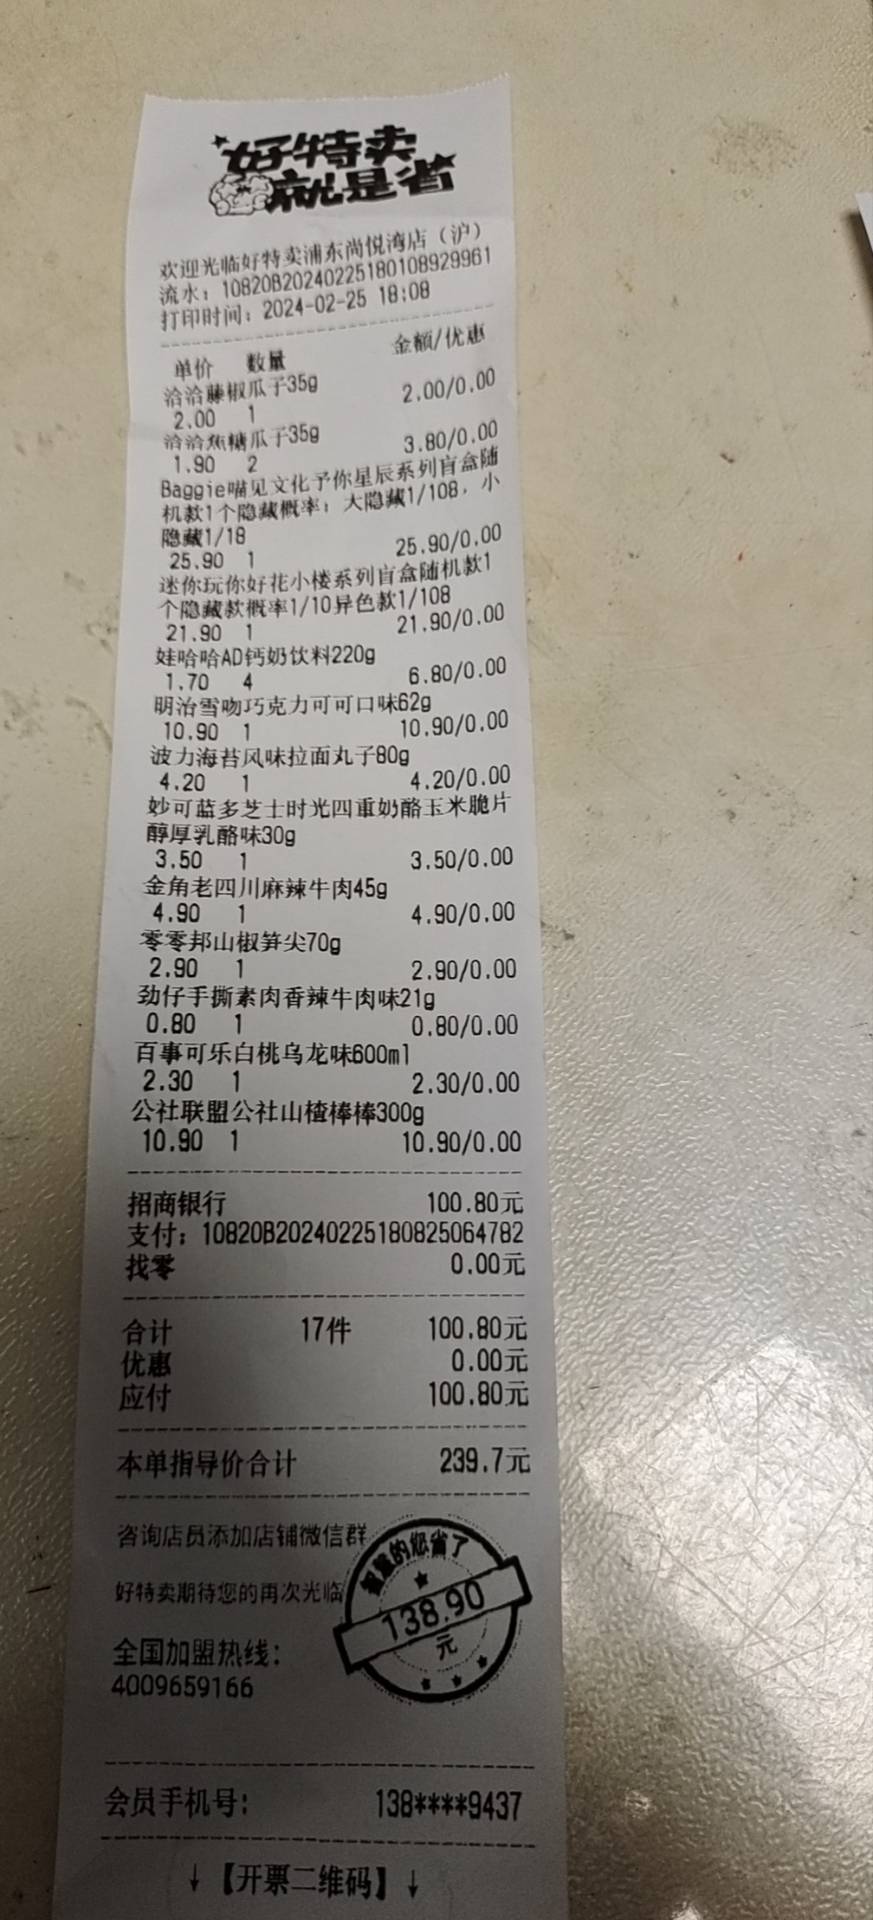 好特卖
就是省
欢迎光临好特卖浦东尚悦湾店（沪）
流水：10820B20240225180108929961
打印时间：2024-02-25 18:08
单价 数量 金额/优惠
洽洽藤椒瓜子35g
2.00 1 2.00/0.00
洽洽焦糖瓜子35g
1.90 2 3.80/0.00
Baggie喵见文化予你星辰系列盲盒随
机款1个隐藏概率：大隐藏1/108，小
隐藏1/18
25.90 1 25.90/0.00
迷你玩你好花小楼系列盲盒随机款1
个隐藏款概率1/10异色款1/108
21.90 1 21.90/0.00
娃哈哈AD钙奶饮料220g
1.70 4 6.80/0.00
明治雪吻巧克力可可口味62g
10.90 1 10.90/0.00
波力海苔风味拉面丸子80g
4.20 1 4.20/0.00
妙可蓝多芝士时光四重奶酪玉米脆片
醇厚乳酪味30g
3.50 1 3.50/0.00
金角老四川麻辣牛肉45g
4.90 1 4.90/0.00
零零邦山椒笋尖70g
2.90 1 2.90/0.00
劲仔手撕素肉香辣牛肉味21g
0.80 1 0.80/0.00
百事可乐白桃乌龙味600ml
2.30 1 2.30/0.00
公社联盟公社山楂棒棒300g
10.90 1 10.90/0.00
招商银行 100.80元
支付：10820B20240225180825064782
找零 0.00元
合计 17件 100.80元
优惠 0.00元
应付 100.80元
本单指导价合计 239.7元
咨询店员添加店铺微信群
好特卖期待您的再次光临
的您省了
138.90
元
全国加盟热线：
4009659166
会员手机号： 138****9437
↓【开票二维码】↓